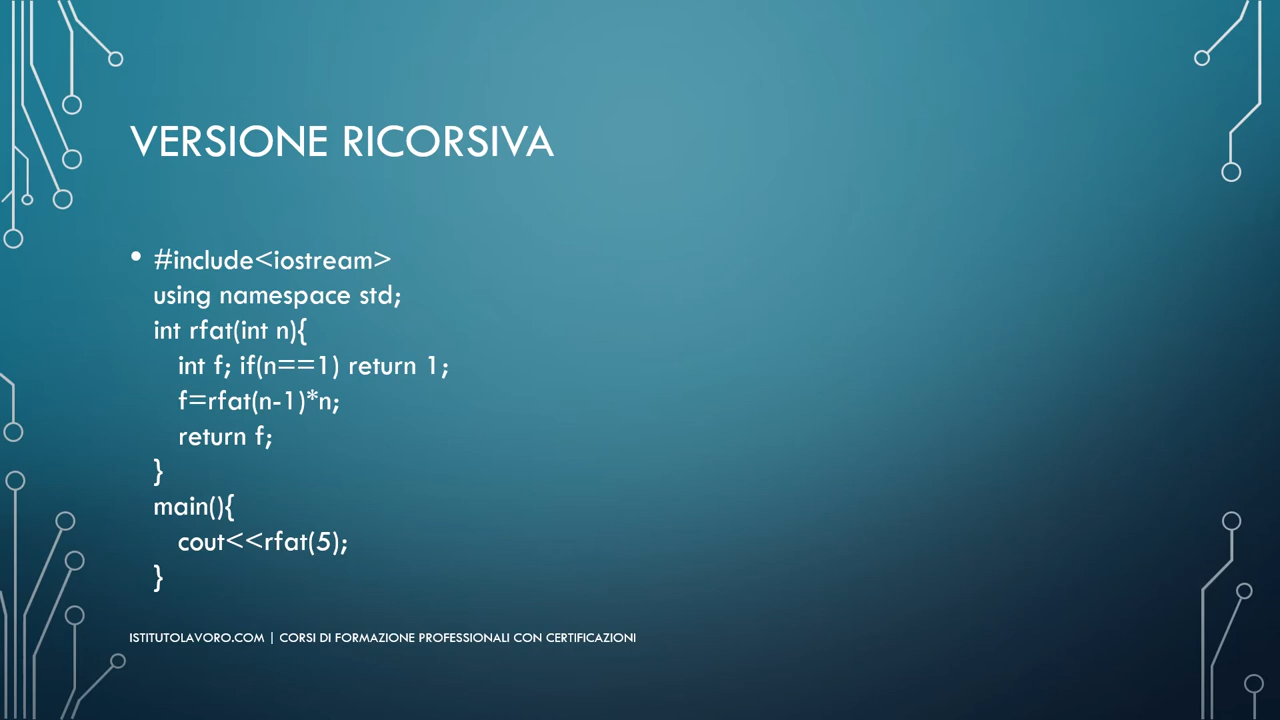 VERSIONE RICORSIVA
• #include<iostream>
using namespace std;
int rfat(int n){
int f; if(n==1) return 1;
f=rfat(n-1)*n;
return f;
}
main(){
cout<<rfat(5);
}
ISTITUTOLAVORO.COM | CORSI DI FORMAZIONE PROFESSIONALI CON CERTIFICAZIONI